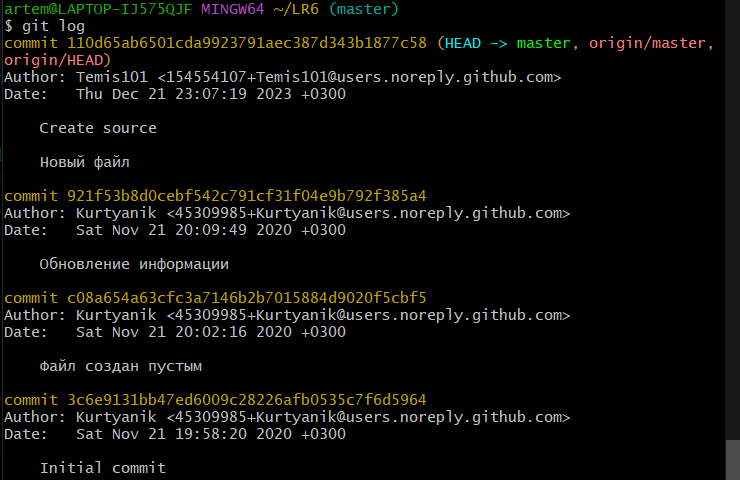 artem@LAPTOP-IJ575QJF MINGW64 ~/LR6 (master)
$ git log
commit 110d65ab6501cda9923791aec387d343b1877c58 (HEAD -> master, origin/master,
origin/HEAD)
Author: Temis101 <154554107+Temis101@users.noreply.github.com>
Date:   Thu Dec 21 23:07:19 2023 +0300
Create source
Новый файл
commit 921f53b8d0cebf542c791cf31f04e9b792f385a4
Author: Kurtyanik <45309985+Kurtyanik@users.noreply.github.com>
Date:   Sat Nov 21 20:09:49 2020 +0300
Обновление информации
commit c08a654a63cfc3a7146b2b7015884d9020f5cbf5
Author: Kurtyanik <45309985+Kurtyanik@users.noreply.github.com>
Date:   Sat Nov 21 20:02:16 2020 +0300
Файл создан пустым
commit 3c6e9131bb47ed6009c28226afb0535c7f6d5964
Author: Kurtyanik <45309985+Kurtyanik@users.noreply.github.com>
Date:   Sat Nov 21 19:58:20 2020 +0300
Initial commit